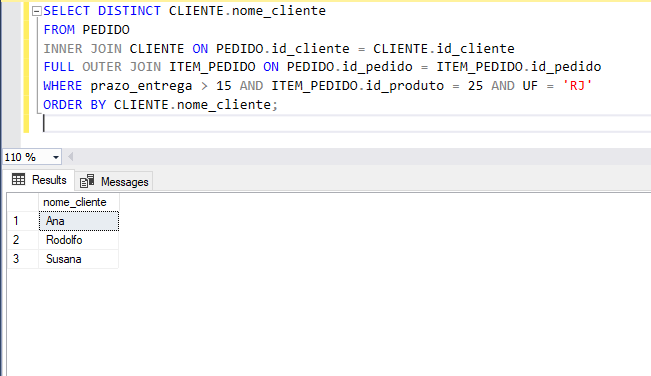 SELECT DISTINCT CLIENTE.nome_cliente
FROM PEDIDO
INNER JOIN CLIENTE ON PEDIDO.id_cliente = CLIENTE.id_cliente
FULL OUTER JOIN ITEM_PEDIDO ON PEDIDO.id_pedido = ITEM_PEDIDO.id_pedido
WHERE prazo_entrega > 15 AND ITEM_PEDIDO.id_produto = 25 AND UF = 'RJ'
ORDER BY CLIENTE.nome_cliente;
110 %
Results Messages
nome_cliente
1 Ana
2 Rodolfo
3 Susana